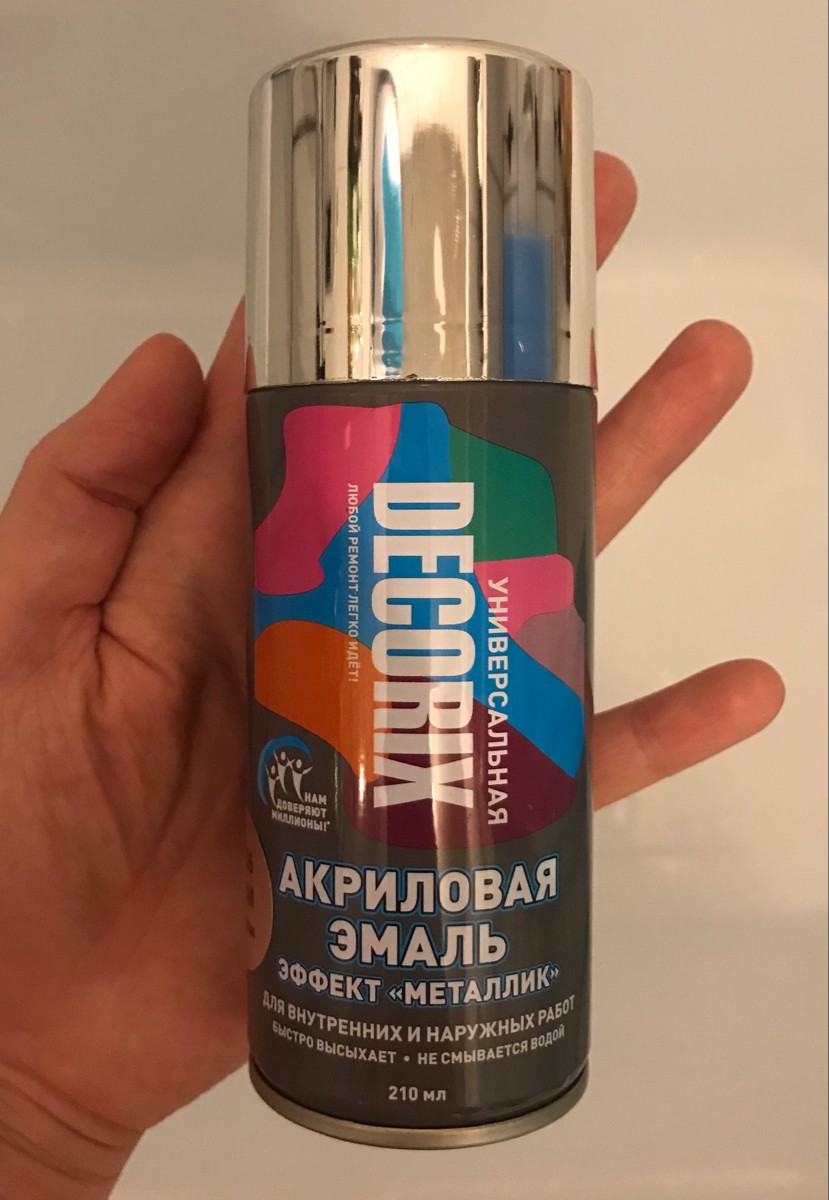 DECORIX
УНИВЕРСАЛЬНАЯ
ЛЮБОЙ РЕМОНТ ЛЕГКО ИДЁТ!
НАМ
ДОВЕРЯЮТ
МИЛЛИОНЫ!*
АКРИЛОВАЯ
ЭМАЛЬ
ЭФФЕКТ «МЕТАЛЛИК»
ДЛЯ ВНУТРЕННИХ И НАРУЖНЫХ РАБОТ
БЫСТРО ВЫСЫХАЕТ • НЕ СМЫВАЕТСЯ ВОДОЙ
210 мл